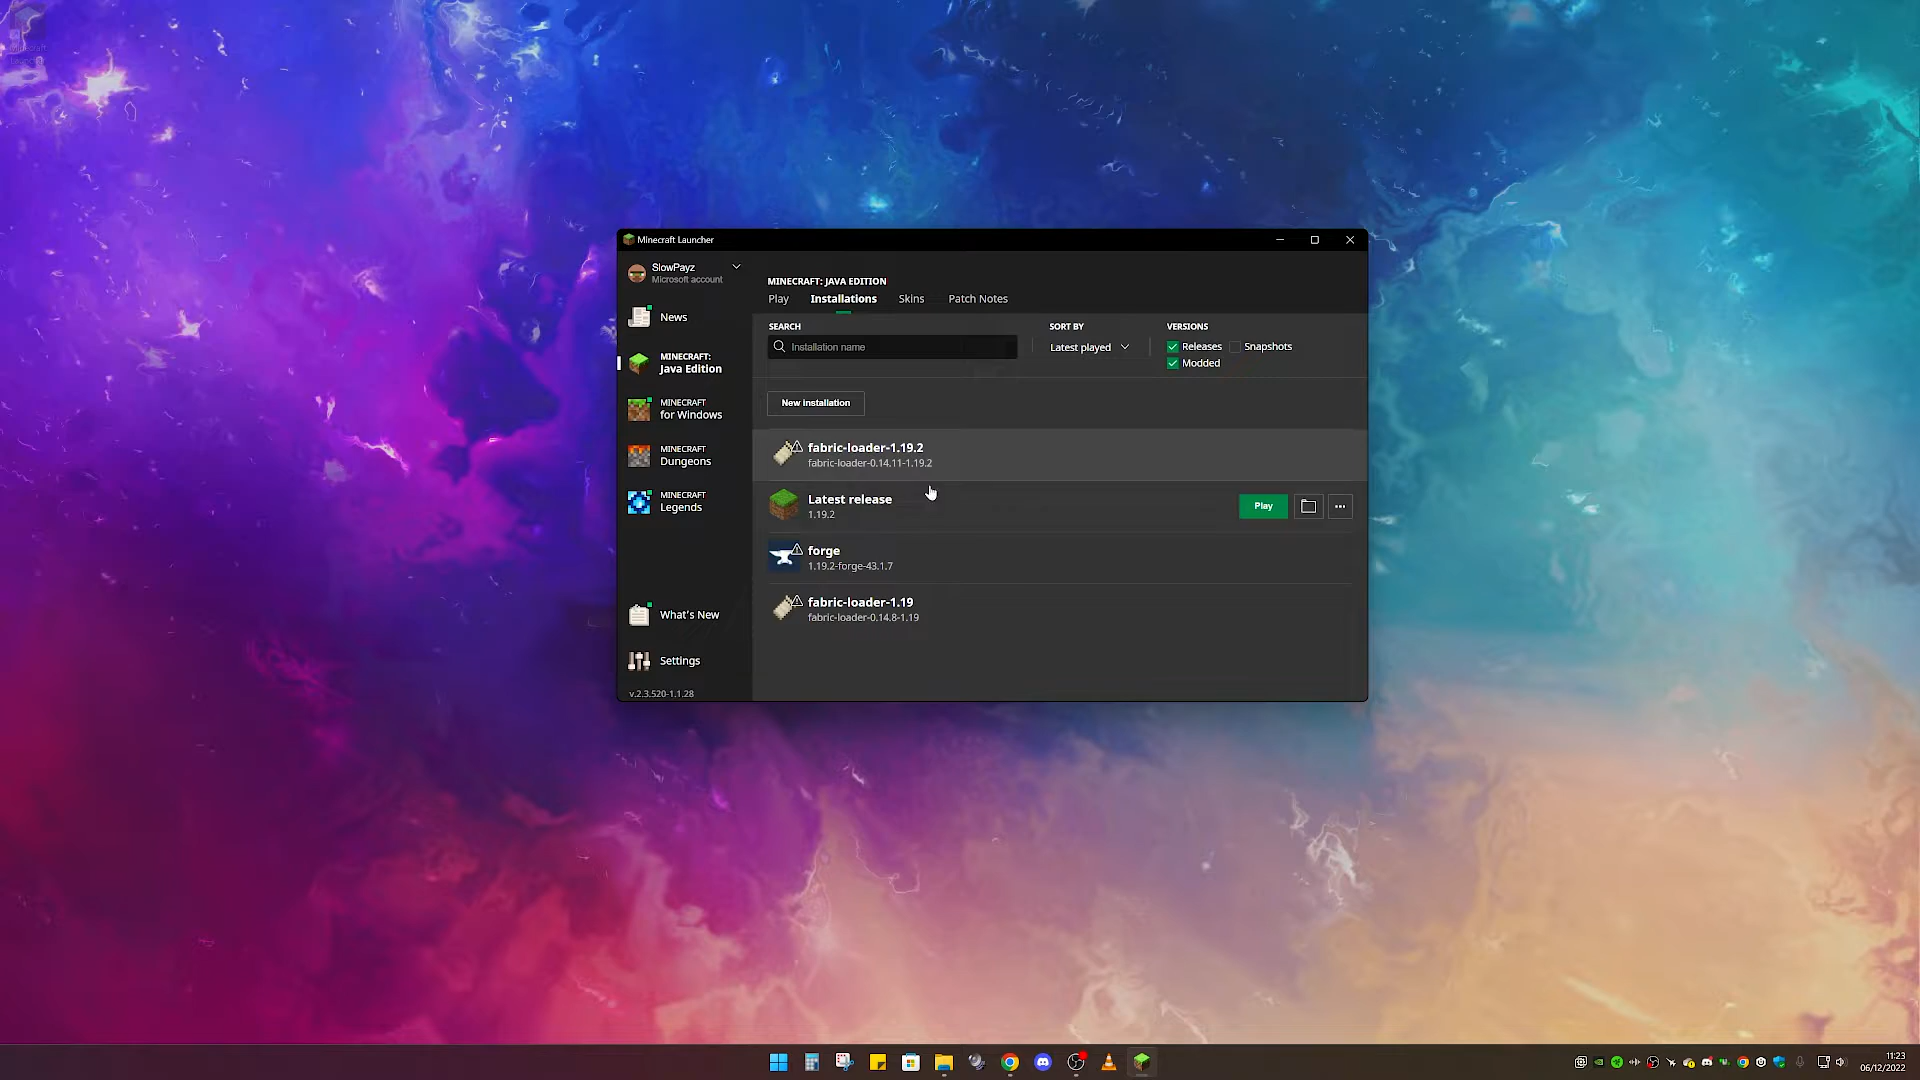 Minecraft
Launcher
Minecraft Launcher
SlowPayz
Microsoft account
News
MINECRAFT:
Java Edition
MINECRAFT
for Windows
MINECRAFT
Dungeons
MINECRAFT
Legends
What's New
Settings
v.2.3.520-1.1.28
MINECRAFT: JAVA EDITION
Play Installations Skins Patch Notes
SEARCH
Installation name
SORT BY
Latest played
VERSIONS
Releases Snapshots
Modded
New installation
fabric-loader-1.19.2
fabric-loader-0.14.11-1.19.2
Latest release
1.19.2
Play
forge
1.19.2-forge-43.1.7
fabric-loader-1.19
fabric-loader-0.14.8-1.19
11:23
06/12/2022